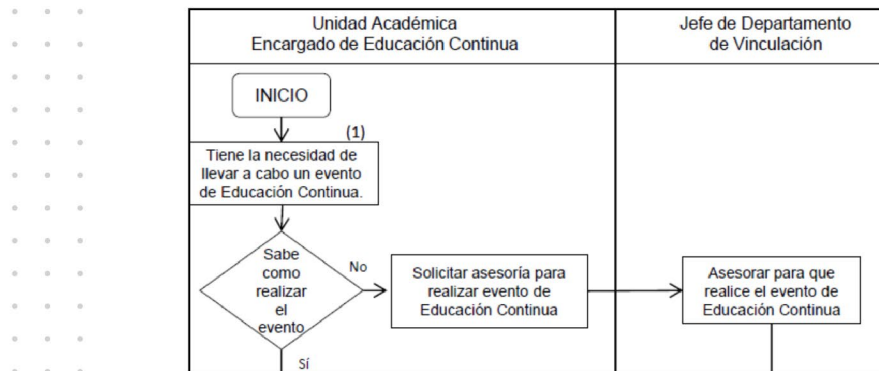 Unidad Académica
Encargado de Educación Continua
Jefe de Departamento
de Vinculación
INICIO
(1)
Tiene la necesidad de
llevar a cabo un evento
de Educación Continua.
Sabe
como
realizar
el
evento
No
Solicitar asesoría para
realizar evento de
Educación Continua
Asesorar para que
realice el evento de
Educación Continua
Sí